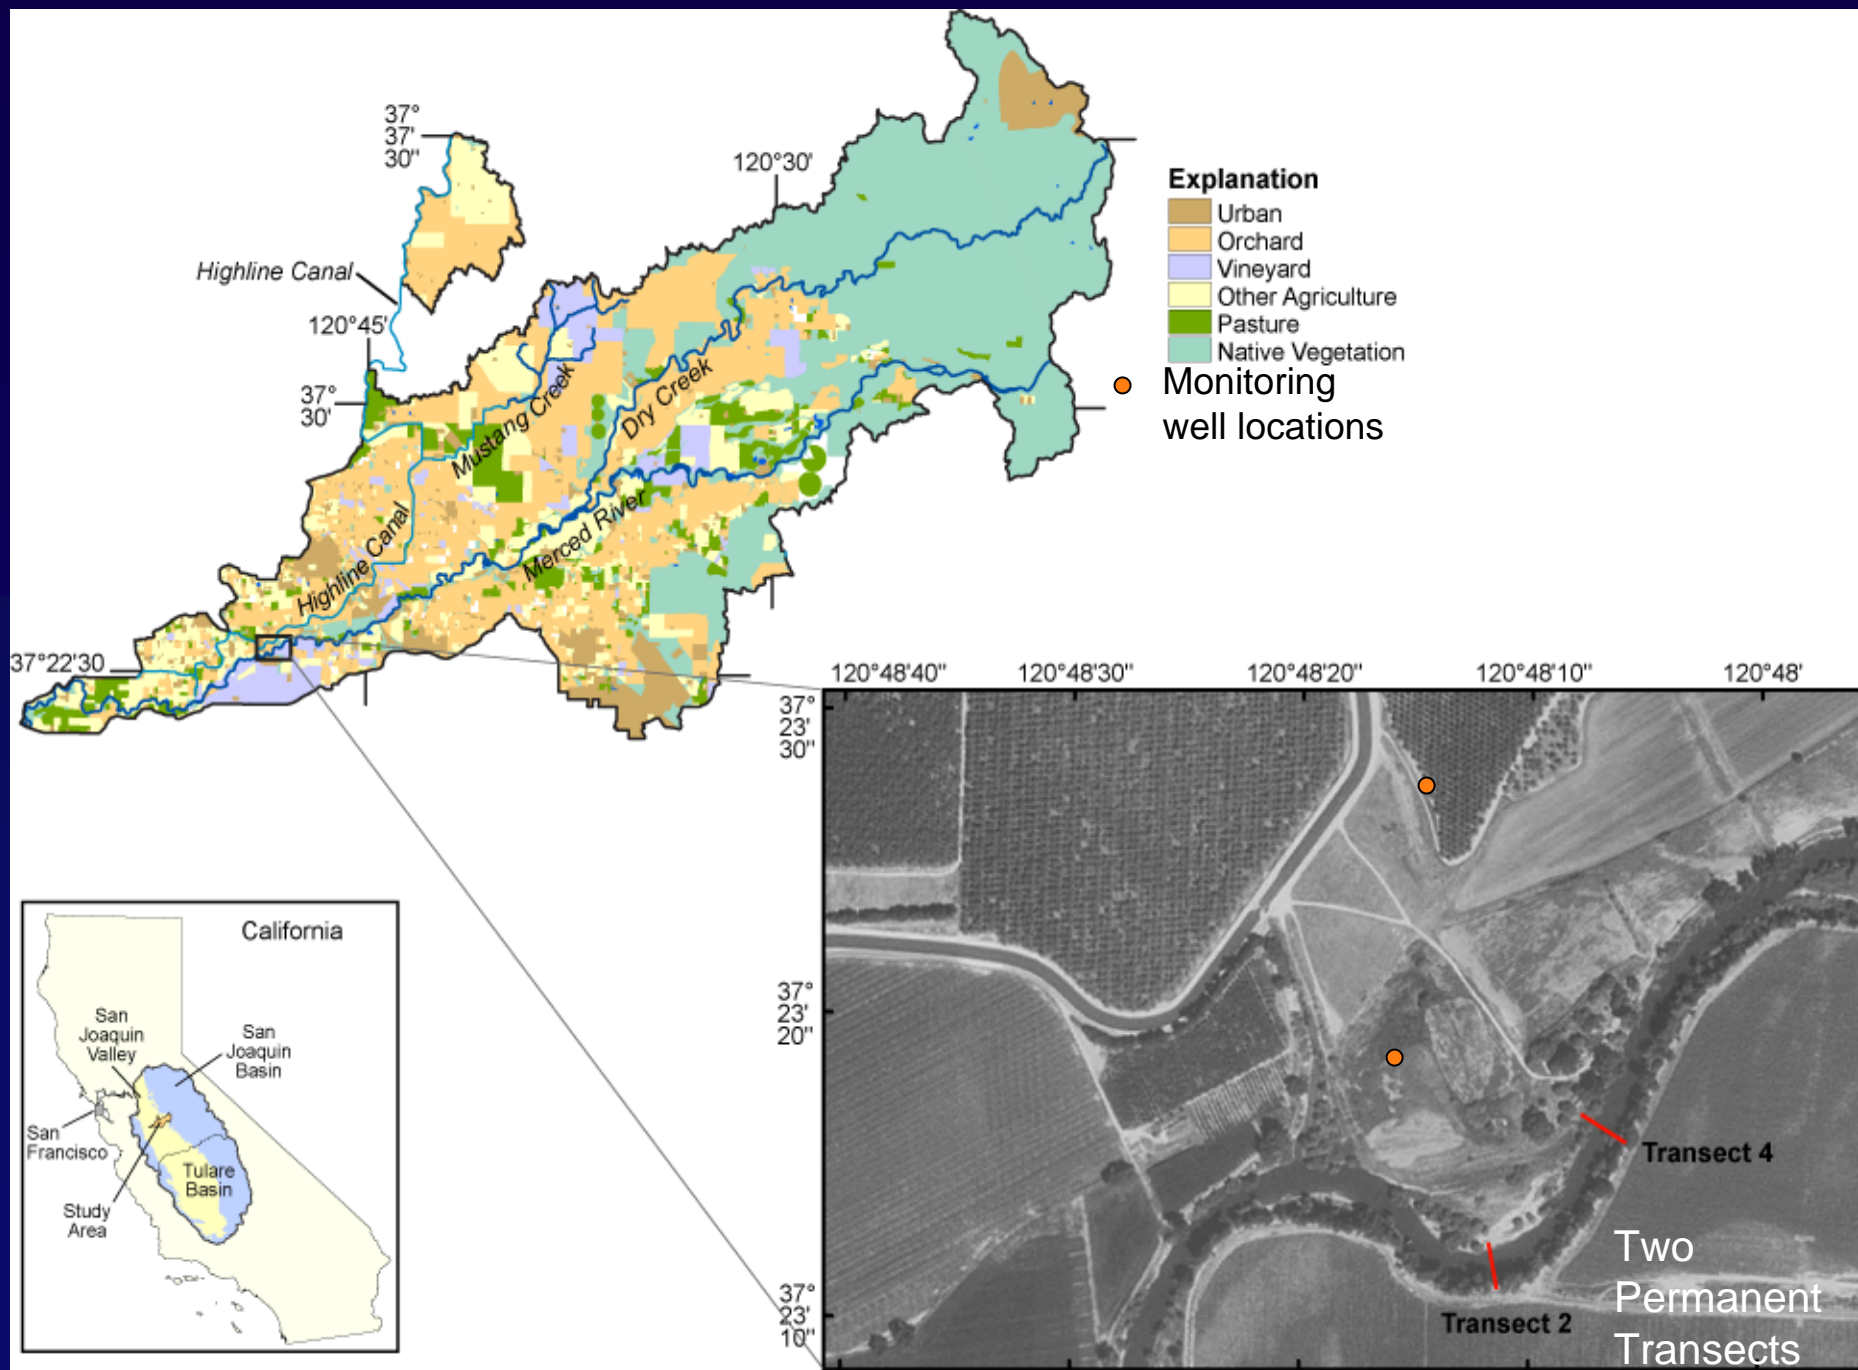 37°
37'
30"
120°30'
Highline Canal
120°45'
37°
30'
Mustang Creek
Dry Creek
Highline Canal
Merced River
37°22'30
Explanation
Urban
Orchard
Vineyard
Other Agriculture
Pasture
Native Vegetation
Monitoring
well locations
120°48'40"
120°48'30"
120°48'20"
120°48'10"
120°48'
37°
23'
30"
37°
23'
20"
37°
23'
10"
Transect 4
Transect 2
Two
Permanent
Transects
California
San
Joaquin
Valley
San
Joaquin
Basin
San
Francisco
Tulare
Basin
Study
Area